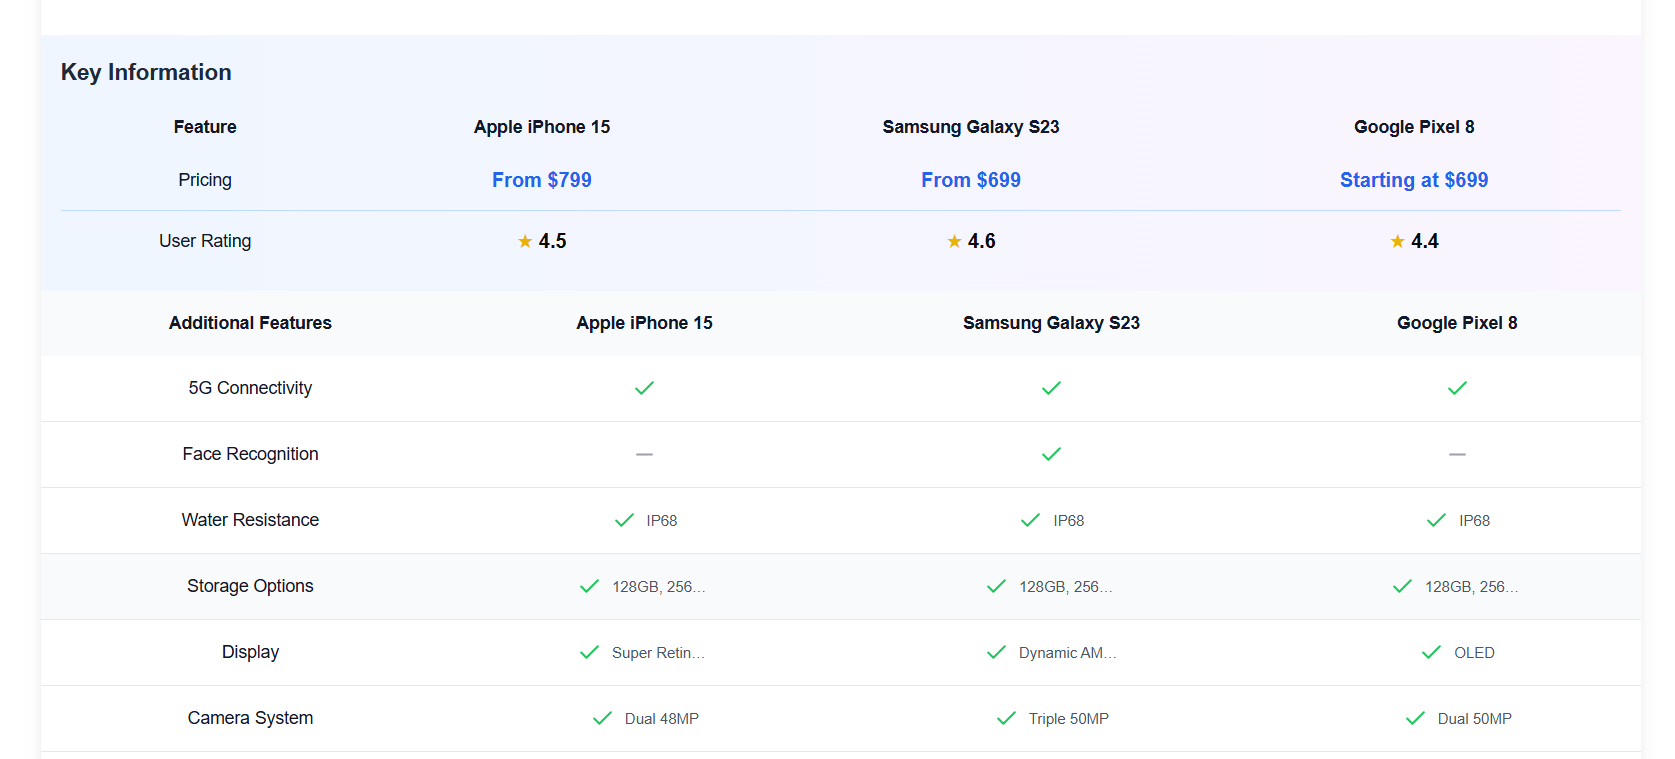 Key Information
Feature Apple iPhone 15 Samsung Galaxy S23 Google Pixel 8
Pricing From $799 From $699 Starting at $699
User Rating ★ 4.5 ★ 4.6 ★ 4.4
Additional Features Apple iPhone 15 Samsung Galaxy S23 Google Pixel 8
5G Connectivity
Face Recognition — —
Water Resistance IP68 IP68 IP68
Storage Options 128GB, 256... 128GB, 256... 128GB, 256...
Display Super Retin... Dynamic AM... OLED
Camera System Dual 48MP Triple 50MP Dual 50MP